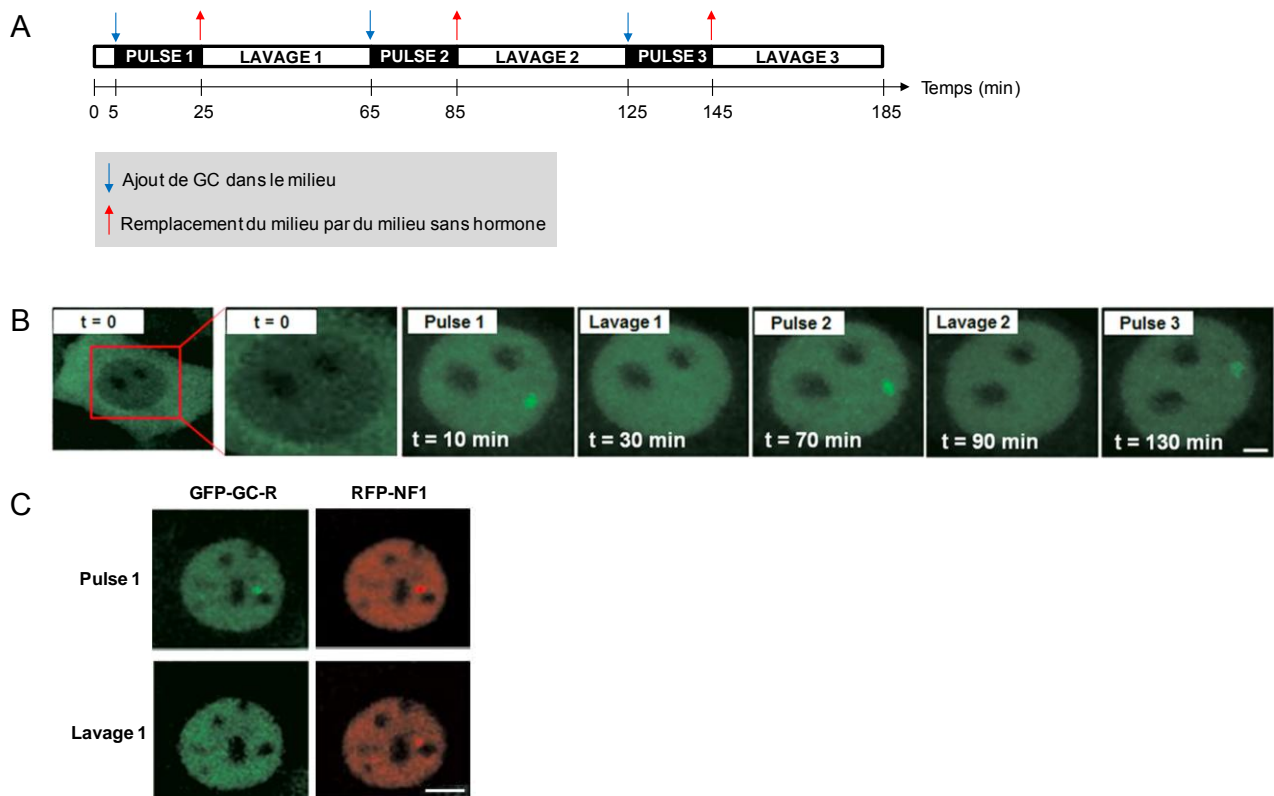 A
PULSE 1 LAVAGE 1 PULSE 2 LAVAGE 2 PULSE 3 LAVAGE 3
Temps (min)
0 5 25 65 85 125 145 185
Ajout de GC dans le milieu
Remplacement du milieu par du milieu sans hormone
B
t = 0 t = 0 Pulse 1 Lavage 1 Pulse 2 Lavage 2 Pulse 3
t = 10 min t = 30 min t = 70 min t = 90 min t = 130 min
C
GFP-GC-R RFP-NF1
Pulse 1
Lavage 1